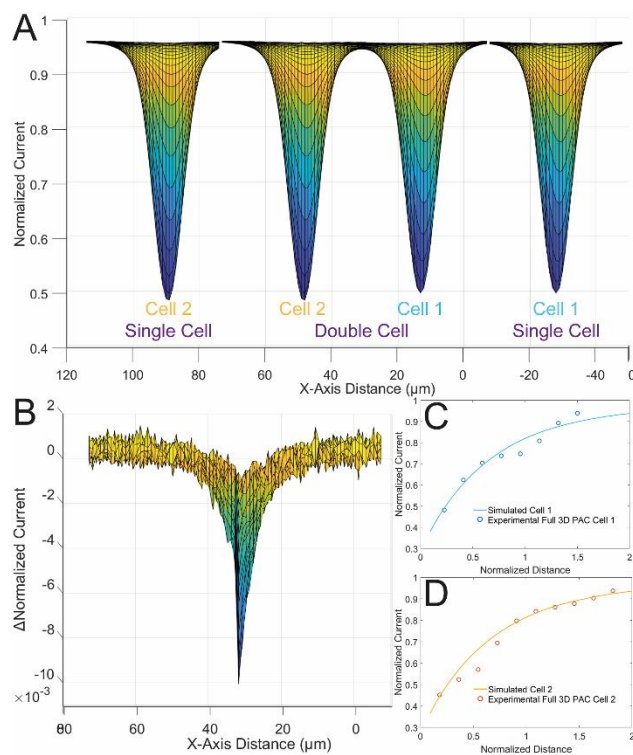 A
Normalized Current
1
0.9
0.8
0.7
0.6
0.5
0.4
Cell 2
Single Cell
Cell 2 Cell 1
Double Cell
Cell 1
Single Cell
120 100 80 60 40 20 0 -20 -40
X-Axis Distance (µm)
B
ΔNormalized Current
2
0
-2
-4
-6
-8
-10
×10⁻³
60 40 20 0
X-Axis Distance (µm)
C
Normalized Current
1
0.9
0.8
0.7
0.6
0.5
0.4
0.3
Simulated Cell 1
Experimental Full 3D PAC Cell 1
0 0.5 1 1.5 2
Normalized Distance
D
Normalized Current
1
0.9
0.8
0.7
0.6
0.5
0.4
0.3
Simulated Cell 2
Experimental Full 3D PAC Cell 2
0 0.5 1 1.5 2
Normalized Distance